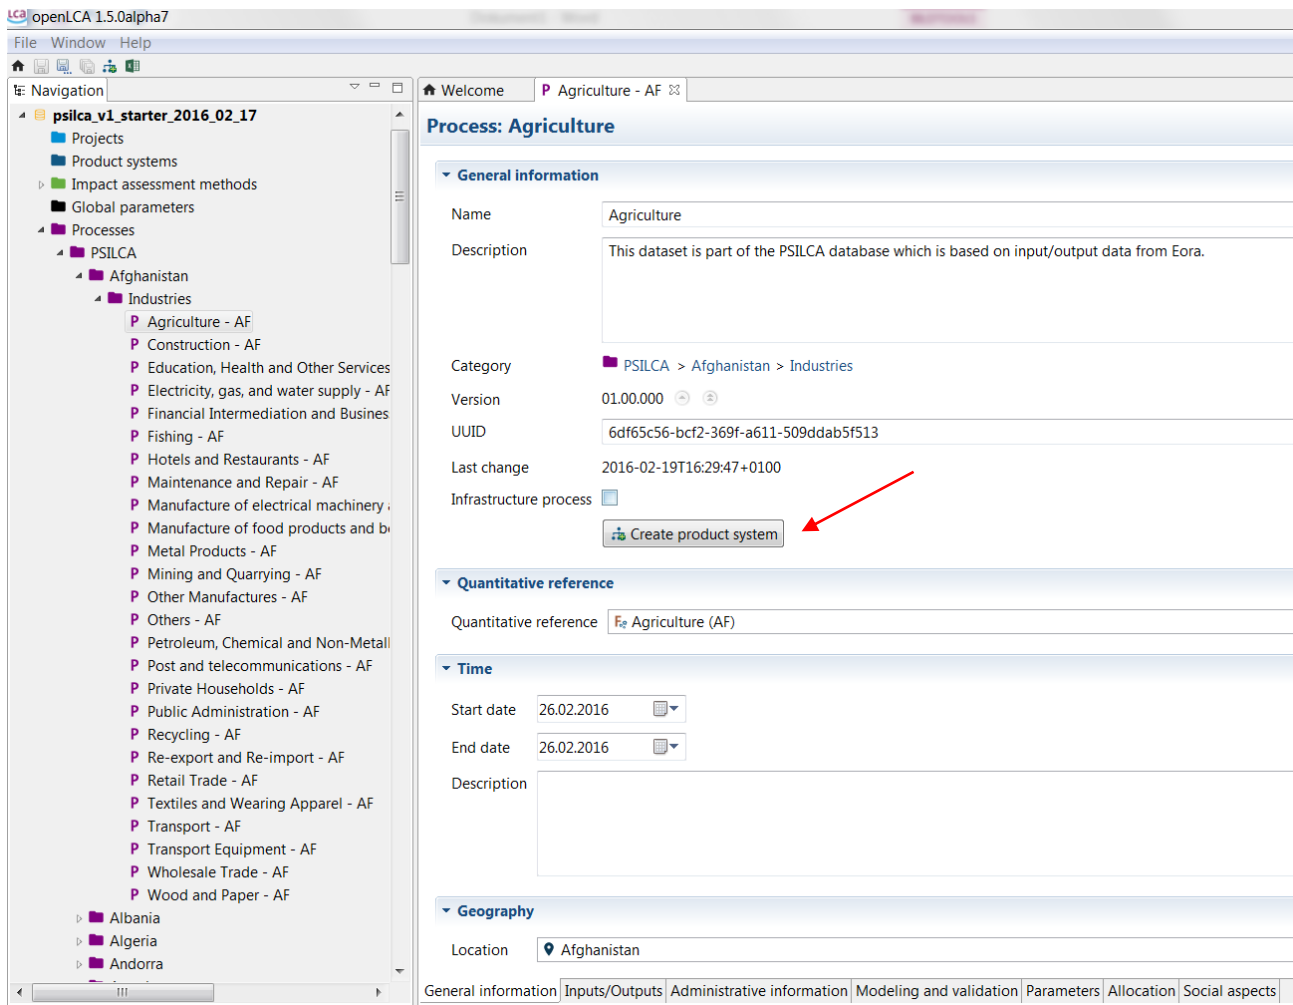 LCa openLCA 1.5.0alpha7
File Window Help
Navigation
psilca_v1_starter_2016_02_17
Projects
Product systems
Impact assessment methods
Global parameters
Processes
PSILCA
Afghanistan
Industries
P Agriculture - AF
P Construction - AF
P Education, Health and Other Services
P Electricity, gas, and water supply - AF
P Financial Intermediation and Busines
P Fishing - AF
P Hotels and Restaurants - AF
P Maintenance and Repair - AF
P Manufacture of electrical machinery
P Manufacture of food products and
P Metal Products - AF
P Mining and Quarrying - AF
P Other Manufactures - AF
P Others - AF
P Petroleum, Chemical and Non-Metall
P Post and telecommunications - AF
P Private Households - AF
P Public Administration - AF
P Recycling - AF
P Re-export and Re-import - AF
P Retail Trade - AF
P Textiles and Wearing Apparel - AF
P Transport - AF
P Transport Equipment - AF
P Wholesale Trade - AF
P Wood and Paper - AF
Albania
Algeria
Andorra
Welcome
P Agriculture - AF
Process: Agriculture
General information
Name Agriculture
Description This dataset is part of the PSILCA database which is based on input/output data from Eora.
Category PSILCA > Afghanistan > Industries
Version 01.00.000
UUID 6df65c56-bcf2-369f-a611-509ddab5f513
Last change 2016-02-19T16:29:47+0100
Infrastructure process
Create product system
Quantitative reference
Quantitative reference Agriculture (AF)
Time
Start date 26.02.2016
End date 26.02.2016
Description
Geography
Location Afghanistan
General information Inputs/Outputs Administrative information Modeling and validation Parameters Allocation Social aspects